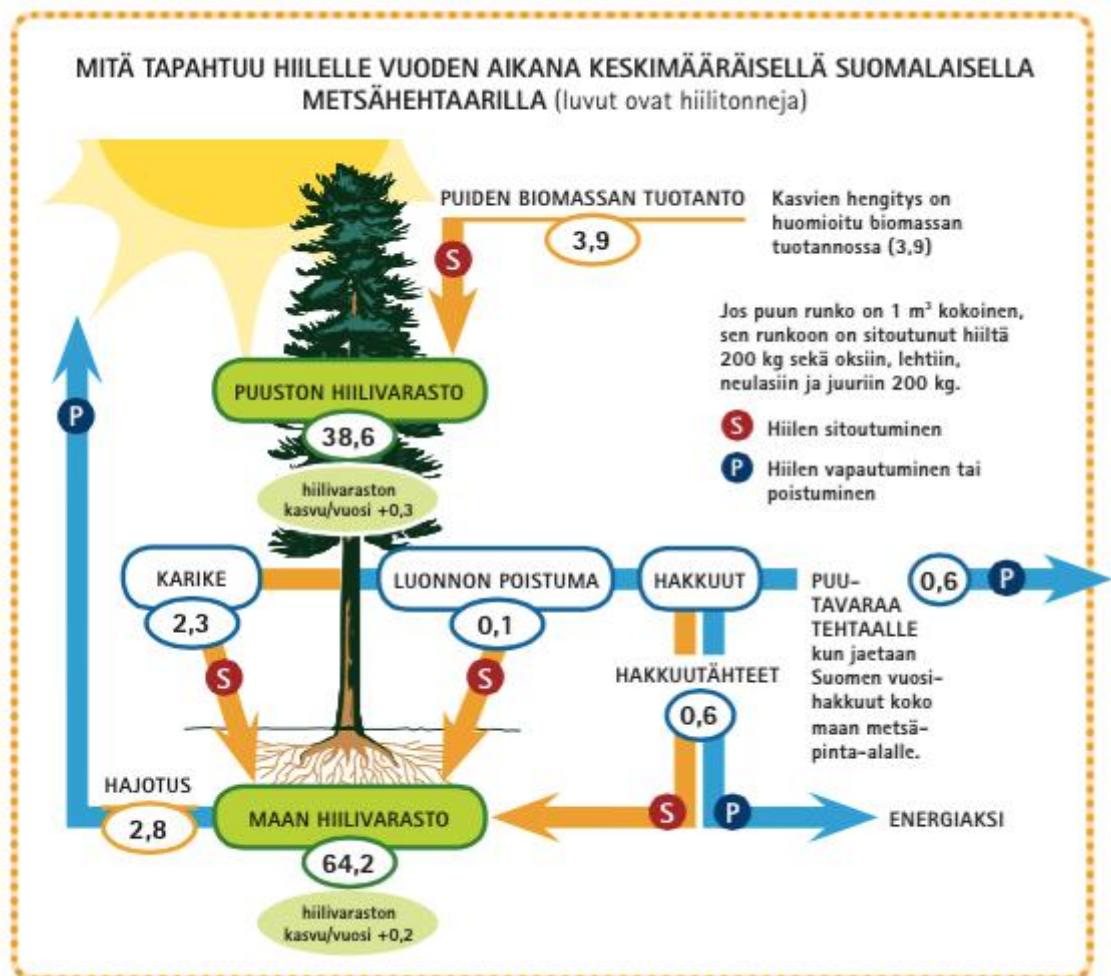 MITÄ TAPAHTUU HIILELLE VUODEN AIKANA KESKIMÄÄRÄISELLÄ SUOMALAISELLA
METSÄHEHTAARILLA (luvut ovat hiilitonneja)
PUIDEN BIOMASSAN TUOTANTO
3,9
S
Kasvien hengitys on
huomioitu biomassan
tuotannossa (3,9)
Jos puun runko on 1 m³ kokoinen,
sen runkoon on sitoutunut hiiltä
200 kg sekä oksiin, lehtiin,
neulasiin ja juuriin 200 kg.
S Hiilen sitoutuminen
P Hiilen vapautuminen tai
poistuminen
P
PUUSTON HIILIVARASTO
38,6
hiilivaraston
kasvu/vuosi +0,3
KARIKE
2,3
S
LUONNON POISTUMA
0,1
S
HAKKUUT
PUU-
TAVARAA
TEHTAALLE
kun jaetaan
Suomen vuosi-
hakkuut koko
maan metsä-
pinta-alalle.
0,6
P
HAKKUUTÄHTEET
0,6
S
P
ENERGIAKSI
HAJOTUS
2,8
MAAN HIILIVARASTO
64,2
hiilivaraston
kasvu/vuosi +0,2